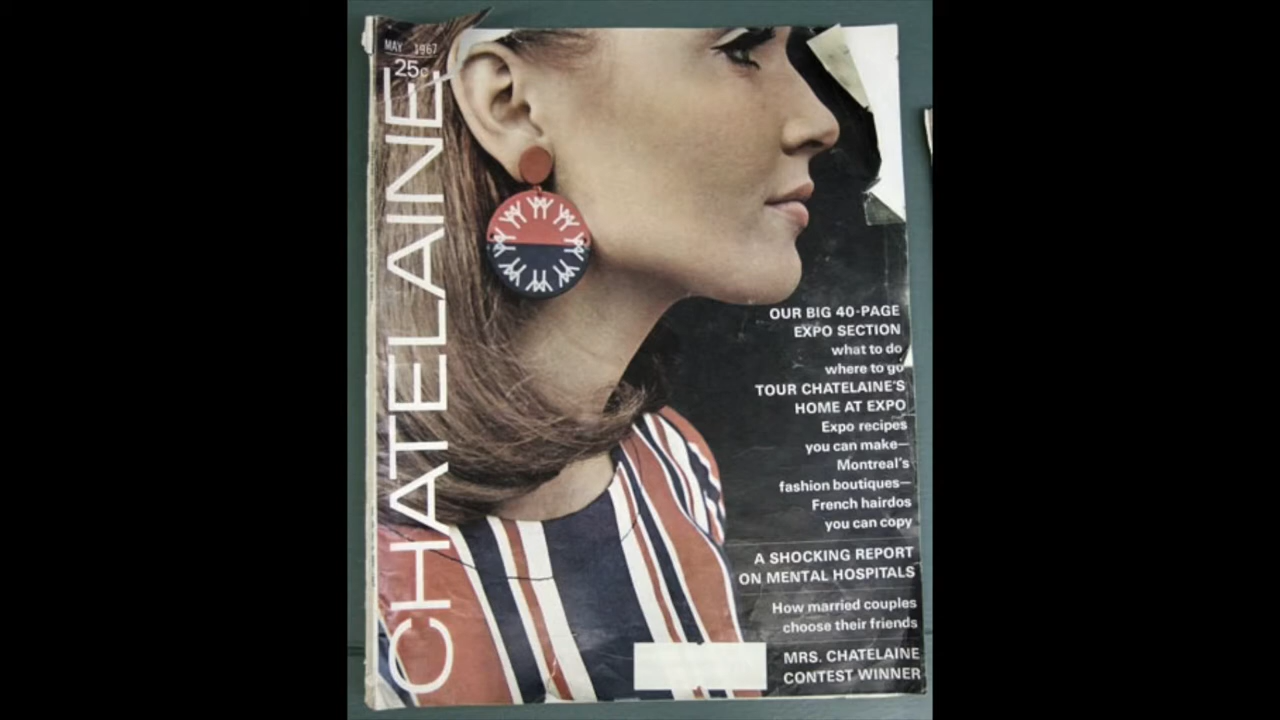 MAY 1967
25c
CHATELAINE
OUR BIG 40-PAGE
EXPO SECTION
what to do
where to go
TOUR CHATELAINE'S
HOME AT EXPO
Expo recipes
you can make—
Montreal's
fashion boutiques—
French hairdos
you can copy
A SHOCKING REPORT
ON MENTAL HOSPITALS
How married couples
choose their friends
MRS. CHATELAINE
CONTEST WINNER